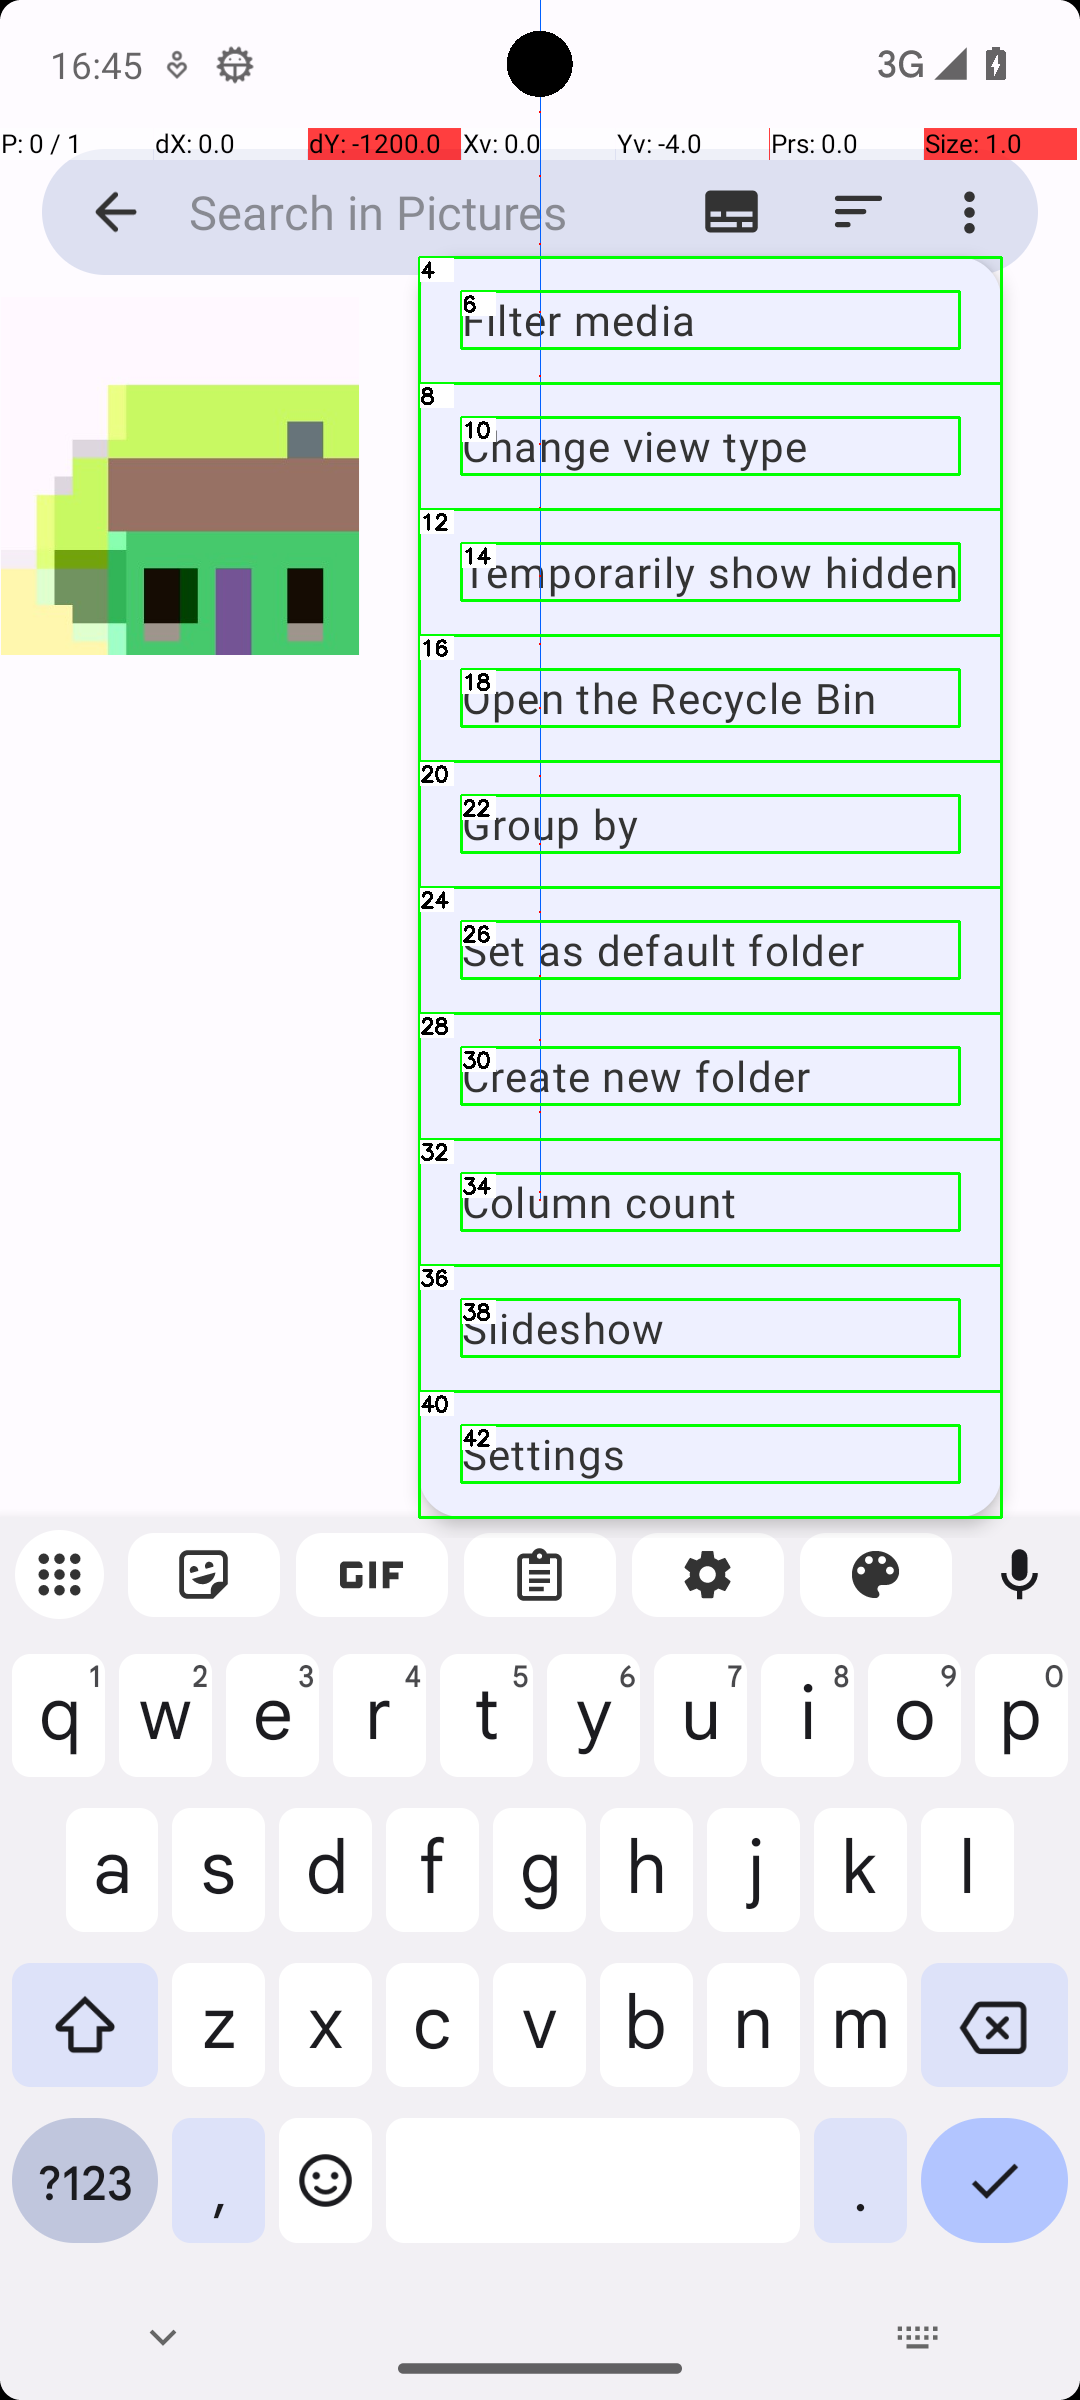 16:45
3G
P: 0 / 1
dX: 0.0
dY: -1200.0
Xv: 0.0
Yv: -4.0
Prs: 0.0
Size: 1.0
Search in Pictures
4
6
Filter media
8
10
Change view type
12
14
Temporarily show hidden
16
18
Open the Recycle Bin
20
22
Group by
24
26
Set as default folder
28
30
Create new folder
32
34
Column count
36
38
Slideshow
40
42
Settings
GIF
1 2 3 4 5 6 7 8 9 0
q w e r t y u i o p
a s d f g h j k l
z x c v b n m
?123 , .